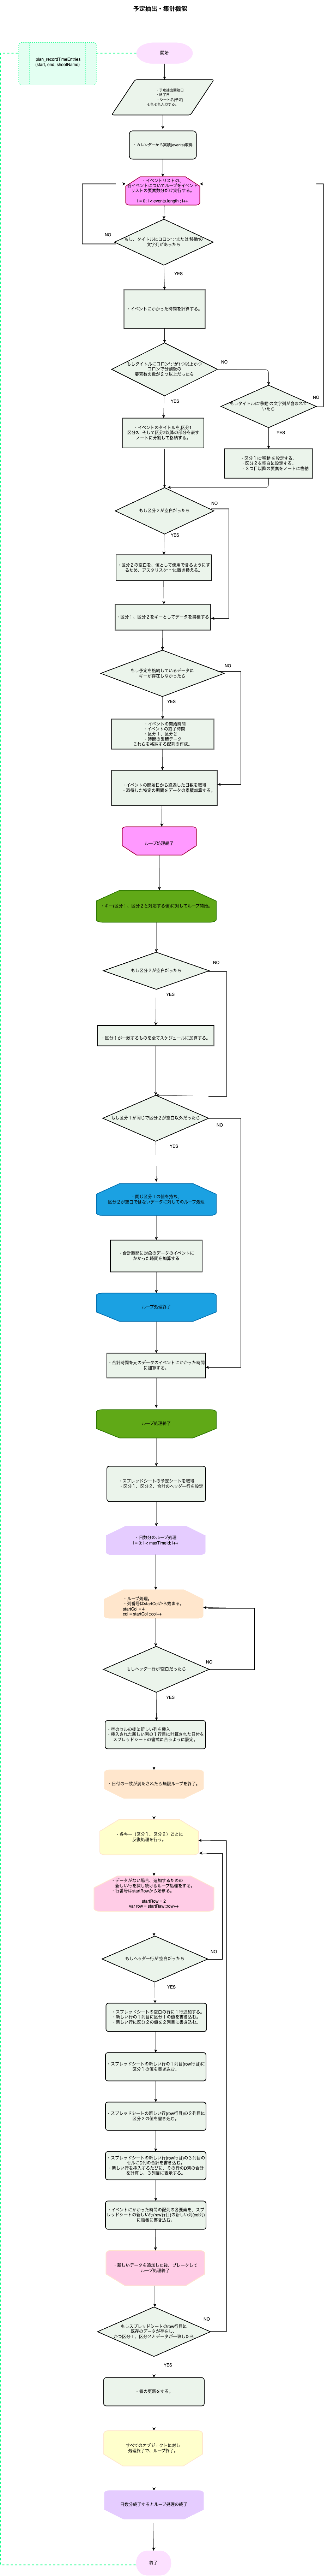 予定抽出・集計機能
開始
plan_recordTimeEntries
(start, end, sheetName)
・予定抽出開始日
・終了日
・シート名(予定)
それぞれ入力する。
・カレンダーから実績(events)取得
・イベントリストの、
各イベントについてループをイベント
リストの要素数分だけ実行する。
i = 0; i < events.length ; i++
もし、タイトルにコロン':'または'移動'の
文字列があったら
NO
YES
・イベントにかかった時間を計算する。
もしタイトルにコロン':'が1つ以上かつ
コロンで分割後の
要素数の数が２つ以上だったら
NO
YES
もしタイトルに'移動'の文字列が含まれて
いたら
NO
YES
・イベントのタイトルを,区分1
区分2、そして区分3以降の部分を表す
ノートに分割して格納する。
・区分１に'移動'を設定する。
・区分２を空白に設定する。
・３つ目以降の要素をノートに格納
もし区分２が空白だったら
NO
YES
・区分２の空白を、値として使用できるようにす
るため、アスタリスク" * "に置き換える。
・区分１、区分２をキーとしてデータを累積する
もし予定を格納しているデータに
キーが存在しなかったら
NO
YES
・イベントの開始時間
・イベントの終了時間
・区分１、区分２
・時間の累積データ
これらを格納する配列の作成。
・イベントの開始日から経過した日数を取得
・取得した特定の期間をデータの累積加算する。
ループ処理終了
・キー(区分１、区分２と対応する値)に対してループ開始。
もし区分２が空白だったら
NO
YES
・区分１が一致するものを全てスケジュールに加算する。
もし区分１が同じで区分２が空白以外だったら
NO
YES
・同じ区分１の値を持ち、
区分２が空白ではないデータに対してのループ処理
・合計時間に対象のデータのイベントに
かかった時間を加算する
ループ処理終了
・合計時間を元のデータのイベントにかかった時間
に加算する。
ループ処理終了
・スプレッドシートの予定シートを取得
・区分１、区分２、合計のヘッダー行を設定
・日数分のループ処理
i = 0; i < maxTimeId; i++
・ループ処理。
・列番号はstartColから始まる。
startCol = 4
col = startCol ;col++
もしヘッダー行が空白だったら
NO
YES
・空のセルの後に新しい列を挿入
・挿入された新しい列の１行目に計算された日付を
スプレッドシートの書式に合うように設定。
・日付の一致が満たされたら無限ループを終了。
・各キー（区分１、区分２）ごとに
反復処理を行う。
・データがない場合、追加するための
新しい行を探し続けるループ処理をする。
・行番号はstartRowから始まる。
startRow = 2
var row = startRaw;row++
もしヘッダー行が空白だったら
NO
YES
・スプレッドシートの空白の行に１行追加する。
・新しい行の１列目に区分１の値を書き込む。
・新しい行に区分２の値を２列目に書き込む。
・スプレッドシートの新しい行の１列目(row行目)に
区分１の値を書き込む。
・スプレッドシートの新しい行(row行目)の２列目に
区分２の値を書き込む。
・スプレッドシートの新しい行(row行目)の３列目の
セルにD列の合計を書き込む。
・新しい行を挿入するたびに、その行のD列の合計
を計算し、３列目に表示する。
・イベントにかかった時間の配列の各要素を、スプ
レッドシートの新しい行(row行目)の新しい列(col列)
に順番に書き込む。
・新しいデータを追加した後、ブレークして
ループ処理終了
もしスプレッドシートのrow行目に
既存のデータが存在し、
かつ区分１、区分２とデータが一致したら
NO
YES
・値の更新をする。
すべてのオブジェクトに対し
処理終了で、ループ終了。
日数分終了するとループ処理の終了
終了